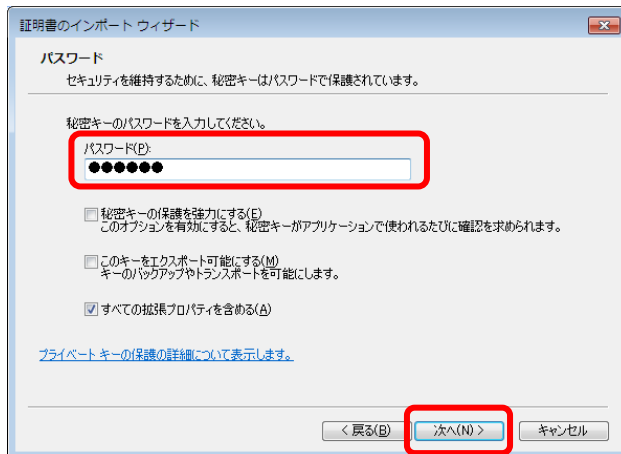 証明書のインポート ウィザード
パスワード
セキュリティを維持するために、秘密キーはパスワードで保護されています。
秘密キーのパスワードを入力してください。
パスワード(P):
●●●●●●
秘密キーの保護を強力にする(E)
このオプションを有効にすると、秘密キーがアプリケーションで使われるたびに確認を求められます。
このキーをエクスポート可能にする(M)
キーのバックアップやトランスポートを可能にします。
すべての拡張プロパティを含める(A)
プライベート キーの保護の詳細について表示します。
< 戻る(B) 次へ(N) > キャンセル